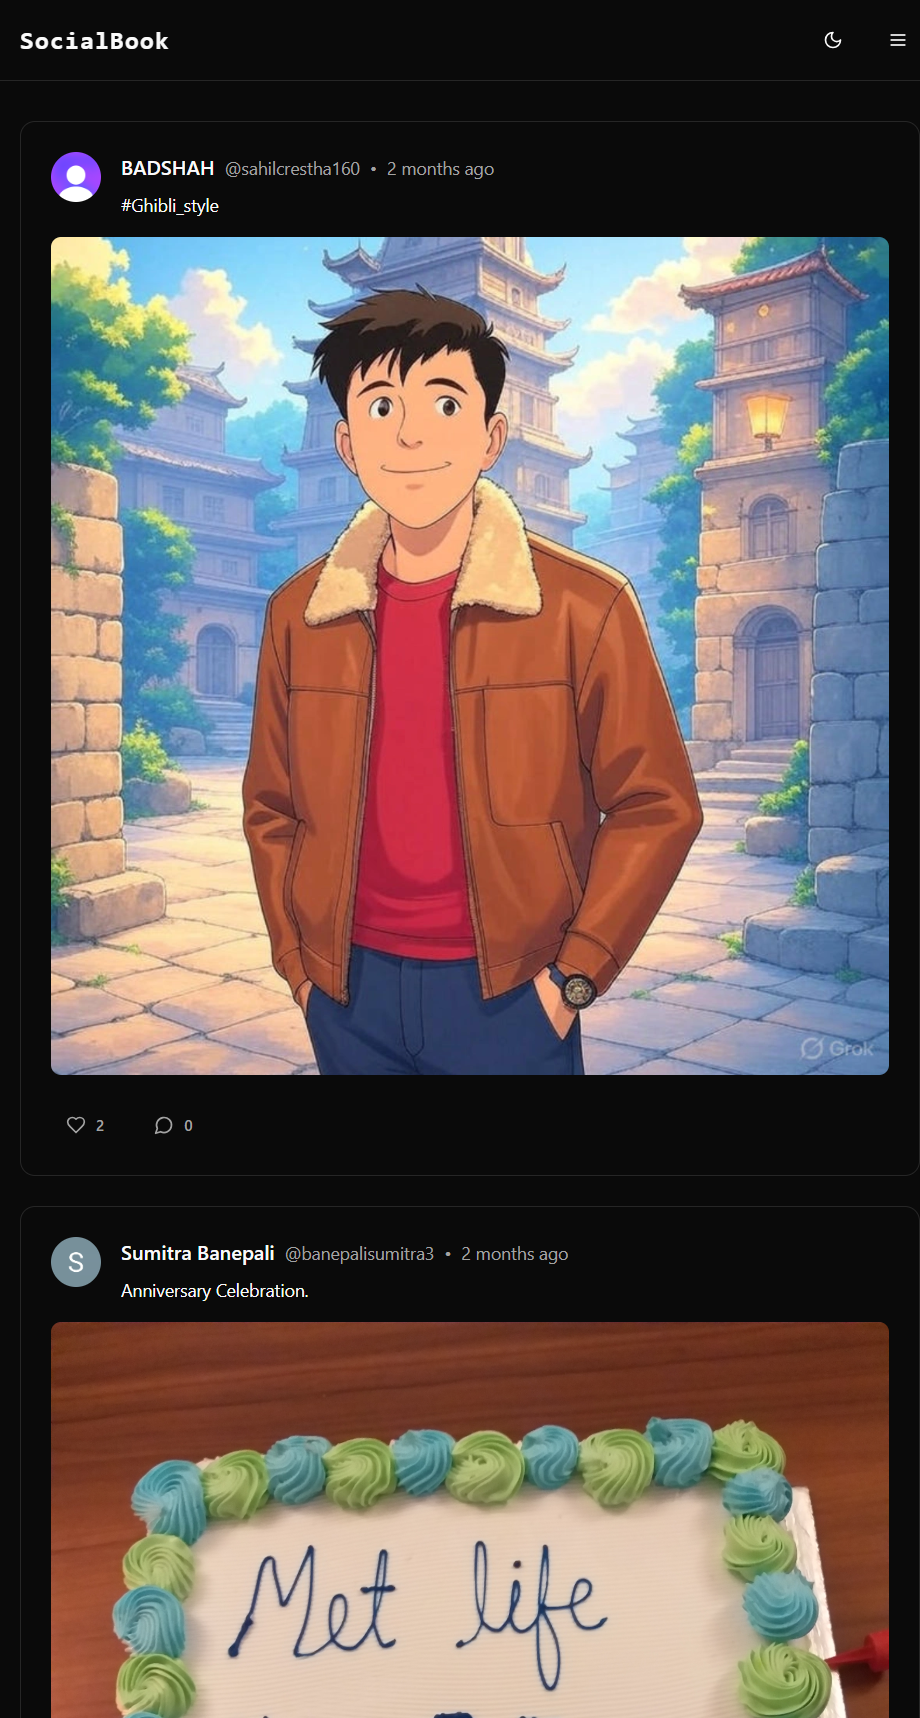 SocialBook
BADSHAH @sahilcrestha160 • 2 months ago
#Ghibli_style
Grok
2 0
Sumitra Banepali @banepalisumitra3 • 2 months ago
S
Anniversary Celebration.
Met life